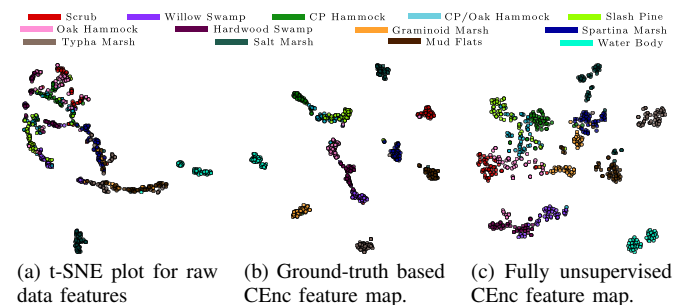 Scrub Willow Swamp CP Hammock CP/Oak Hammock Slash Pine
Oak Hammock Hardwood Swamp Graminoid Marsh Spartina Marsh
Typha Marsh Salt Marsh Mud Flats Water Body
(a) t-SNE plot for raw
data features
(b) Ground-truth based
CEnc feature map.
(c) Fully unsupervised
CEnc feature map.